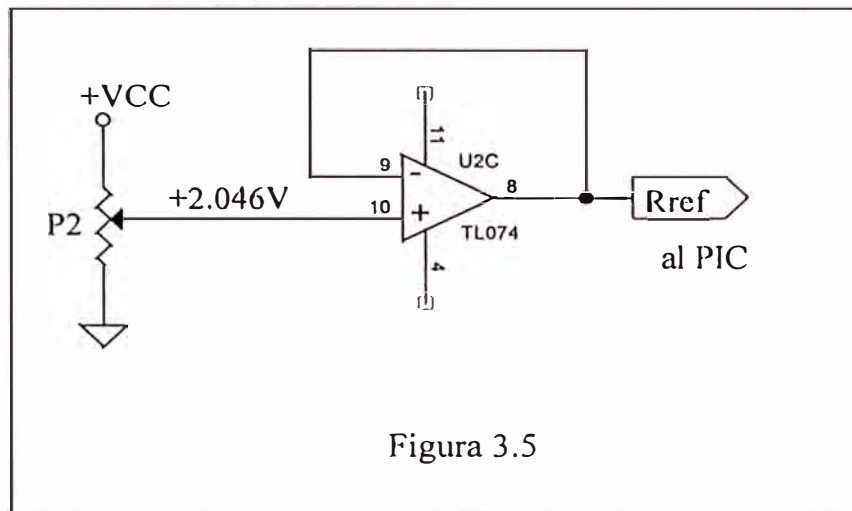 +VCC
11
U2C
9
-
8
+2.046V
10
+
Rref
P2
TL074
al PIC
4
Figura 3.5